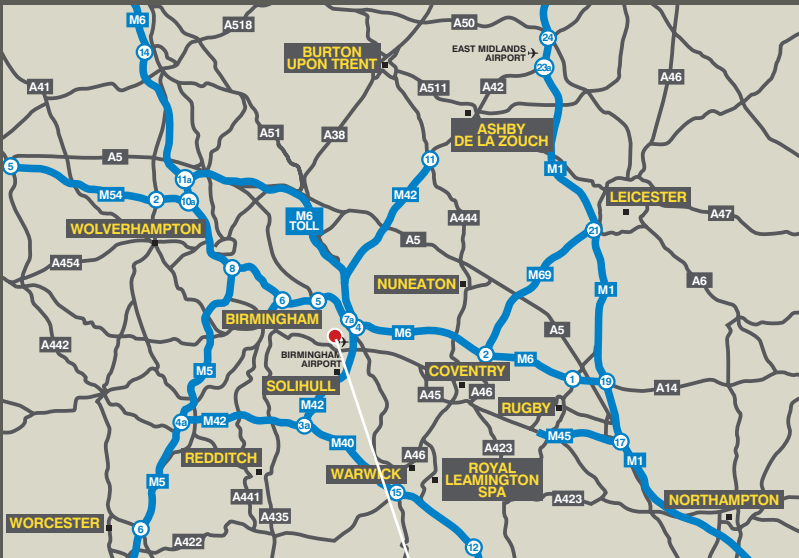 M6
A518
A50
24
14
BURTON
UPON TRENT
EAST MIDLANDS
AIRPORT
23a
A46
A41
A511
A42
A51
A38
ASHBY
DE LA ZOUCH
5
A5
11
M1
11a
M54
2
10a
M42
LEICESTER
M6
TOLL
A444
A47
WOLVERHAMPTON
A5
21
A454
8
M69
A6
NUNEATON
M1
6
5
BIRMINGHAM
7a
4
M6
A5
A442
2
M6
BIRMINGHAM
AIRPORT
M5
COVENTRY
1
19
A14
SOLIHULL
A45
A46
M42
RUGBY
4a
M42
3a
M45
17
M40
A423
M1
REDDITCH
A46
WARWICK
ROYAL
LEAMINGTON
SPA
M5
A441
15
A423
NORTHAMPTON
A435
WORCESTER
6
A422
12